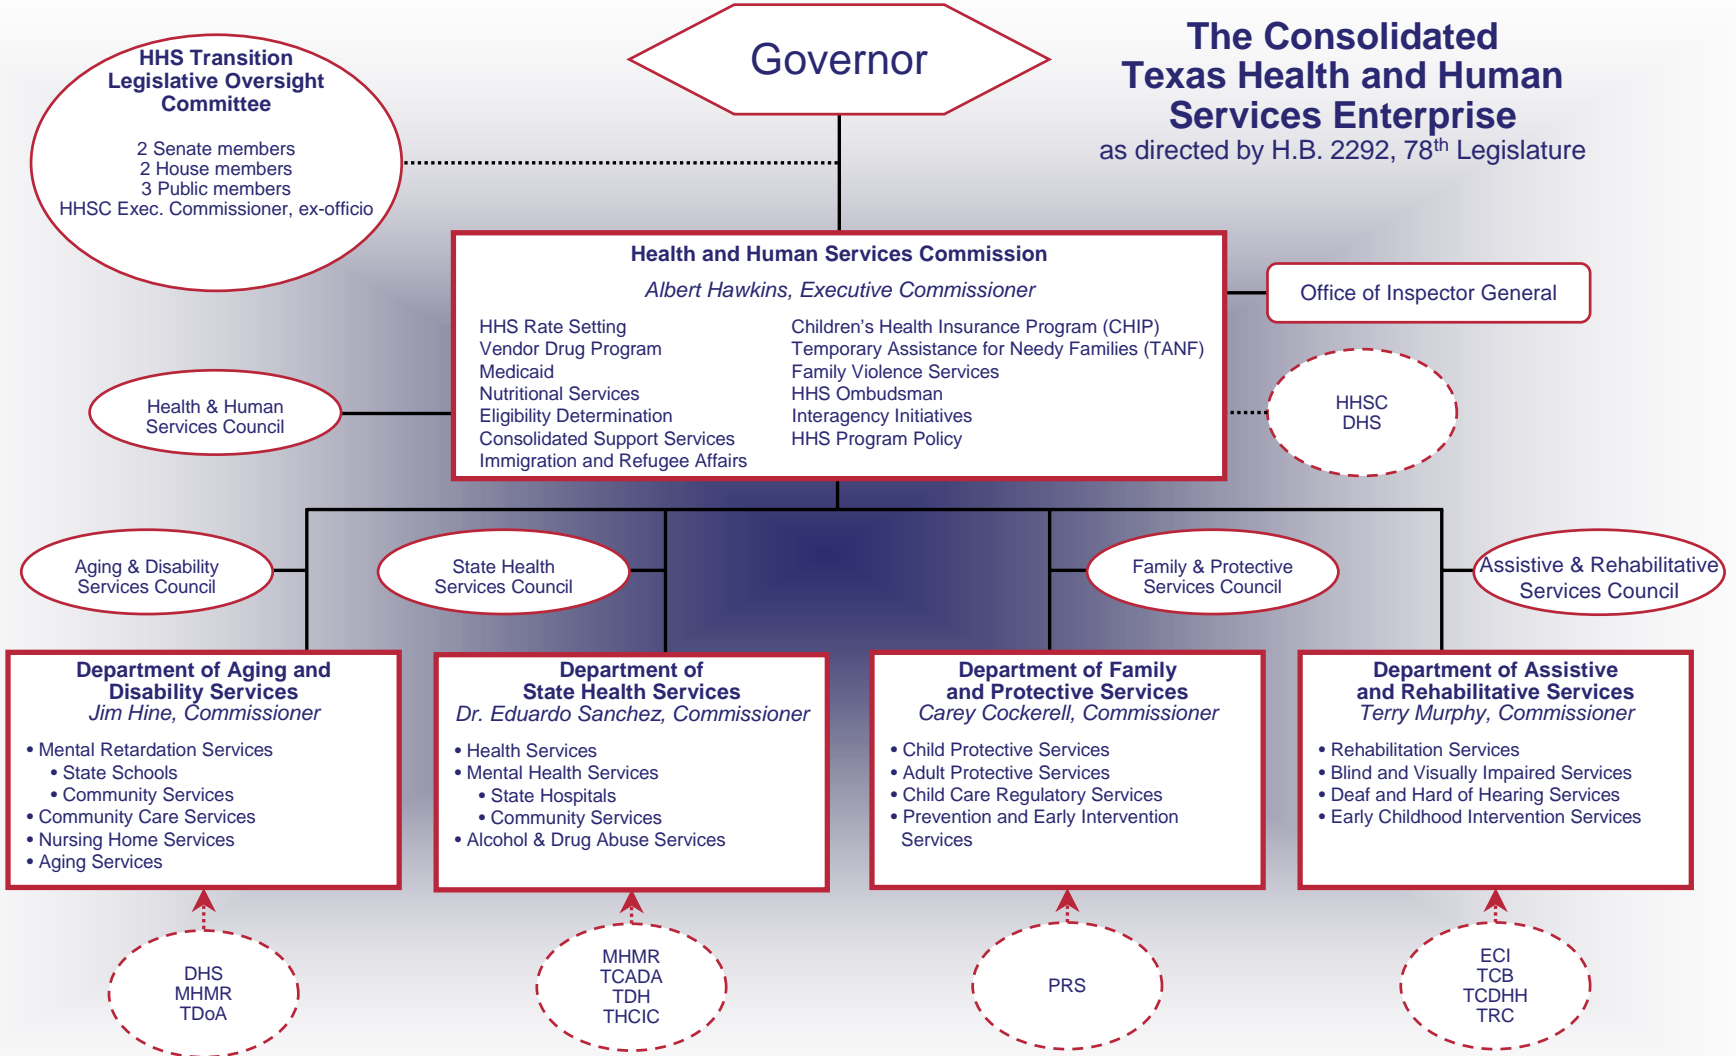 HHS Transition
Legislative Oversight
Committee
2 Senate members
2 House members
3 Public members
HHSC Exec. Commissioner, ex-officio
Governor
The Consolidated
Texas Health and Human
Services Enterprise
as directed by H.B. 2292, 78th Legislature
Health and Human Services Commission
Albert Hawkins, Executive Commissioner
HHS Rate Setting
Vendor Drug Program
Medicaid
Nutritional Services
Eligibility Determination
Consolidated Support Services
Immigration and Refugee Affairs
Children's Health Insurance Program (CHIP)
Temporary Assistance for Needy Families (TANF)
Family Violence Services
HHS Ombudsman
Interagency Initiatives
HHS Program Policy
Office of Inspector General
Health & Human
Services Council
HHSC
DHS
Aging & Disability
Services Council
State Health
Services Council
Family & Protective
Services Council
Assistive & Rehabilitative
Services Council
Department of Aging and
Disability Services
Jim Hine, Commissioner
• Mental Retardation Services
• State Schools
• Community Services
• Community Care Services
• Nursing Home Services
• Aging Services
Department of
State Health Services
Dr. Eduardo Sanchez, Commissioner
• Health Services
• Mental Health Services
• State Hospitals
• Community Services
• Alcohol & Drug Abuse Services
Department of Family
and Protective Services
Carey Cockerell, Commissioner
• Child Protective Services
• Adult Protective Services
• Child Care Regulatory Services
• Prevention and Early Intervention
Services
Department of Assistive
and Rehabilitative Services
Terry Murphy, Commissioner
• Rehabilitation Services
• Blind and Visually Impaired Services
• Deaf and Hard of Hearing Services
• Early Childhood Intervention Services
DHS
MHMR
TDoA
MHMR
TCADA
TDH
THCIC
PRS
ECI
TCB
TCDHH
TRC